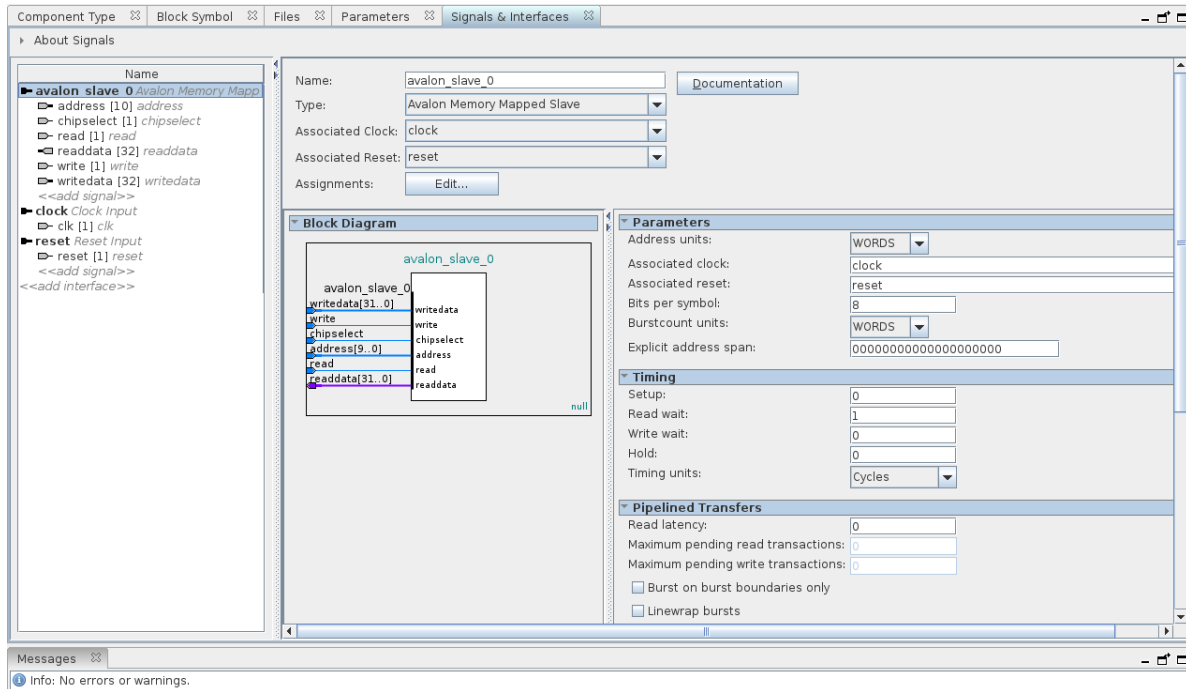 Component Type Block Symbol Files Parameters Signals & Interfaces
About Signals
Name
avalon_slave_0 Avalon Memory Mapp
address [10] address
chipselect [1] chipselect
read [1] read
readdata [32] readdata
write [1] write
writedata [32] writedata
<<add signal>>
clock Clock Input
clk [1] clk
reset Reset Input
reset [1] reset
<<add signal>>
<<add interface>>
Name: avalon_slave_0 Documentation
Type: Avalon Memory Mapped Slave
Associated Clock: clock
Associated Reset: reset
Assignments: Edit...
Block Diagram
avalon_slave_0
avalon_slave_0
writedata[31..0] writedata
write write
chipselect chipselect
address[9..0] address
read read
readdata[31..0] readdata
null
Parameters
Address units: WORDS
Associated clock: clock
Associated reset: reset
Bits per symbol: 8
Burstcount units: WORDS
Explicit address span: 00000000000000000000
Timing
Setup: 0
Read wait: 1
Write wait: 0
Hold: 0
Timing units: Cycles
Pipelined Transfers
Read latency: 0
Maximum pending read transactions: 0
Maximum pending write transactions: 0
Burst on burst boundaries only
Linewrap bursts
Messages
Info: No errors or warnings.